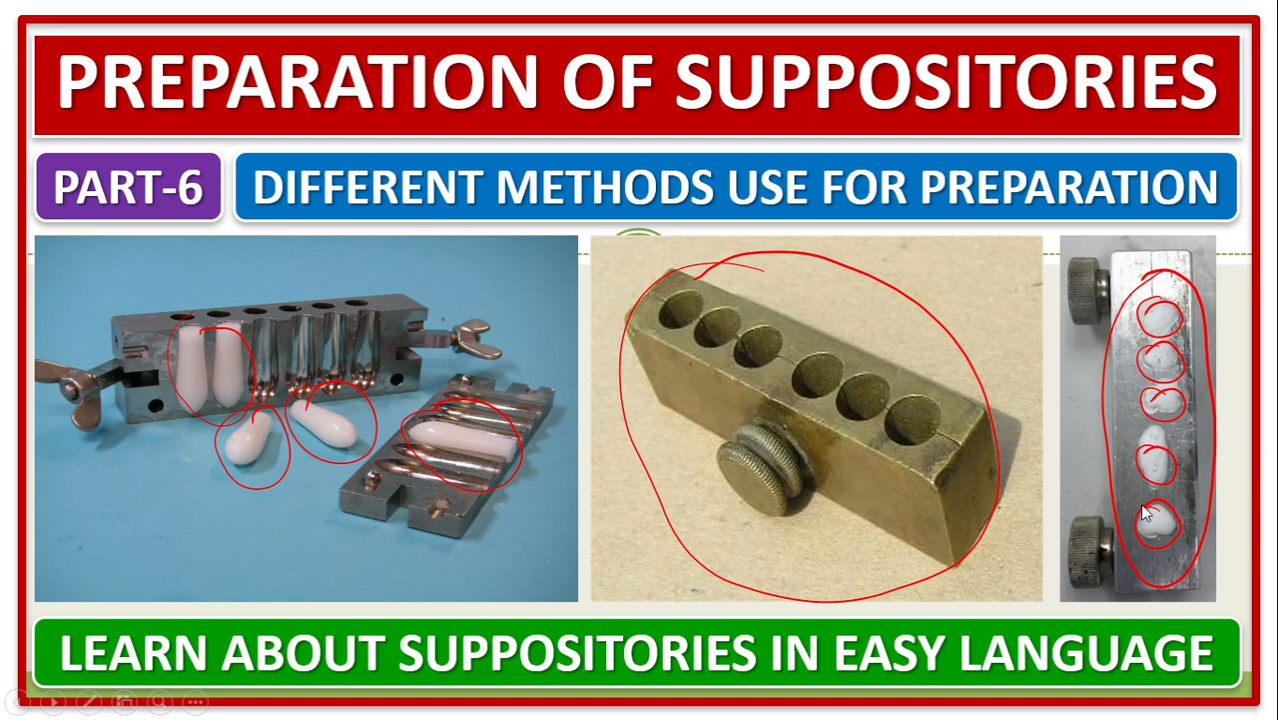 PREPARATION OF SUPPOSITORIES
PART-6
DIFFERENT METHODS USE FOR PREPARATION
LEARN ABOUT SUPPOSITORIES IN EASY LANGUAGE